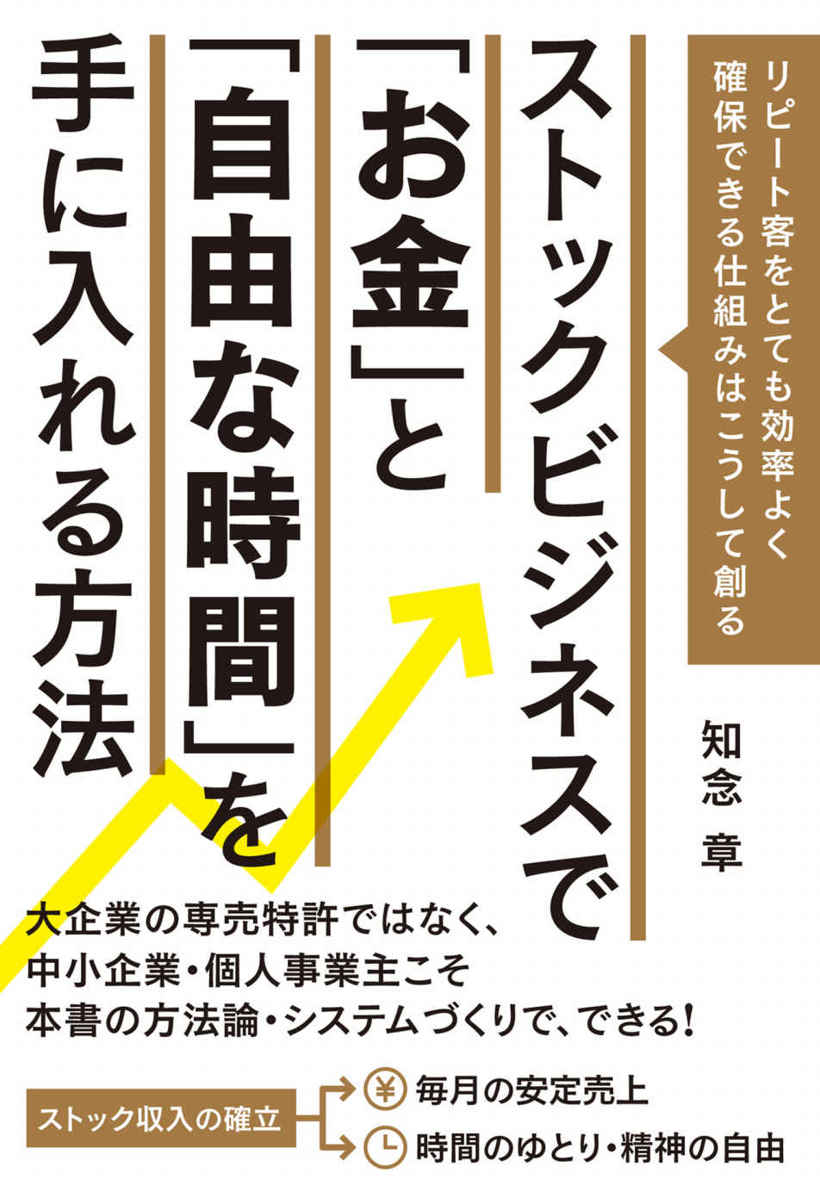 リピート客をとても効率よく
確保できる仕組みはこうして創る
ストックビジネスで
「お金」と
「自由な時間」を
手に入れる方法
知念 章
大企業の専売特許ではなく、
中小企業・個人事業主こそ
本書の方法論・システムづくりで、できる!
ストック収入の確立
¥ 毎月の安定売上
時間のゆとり・精神の自由